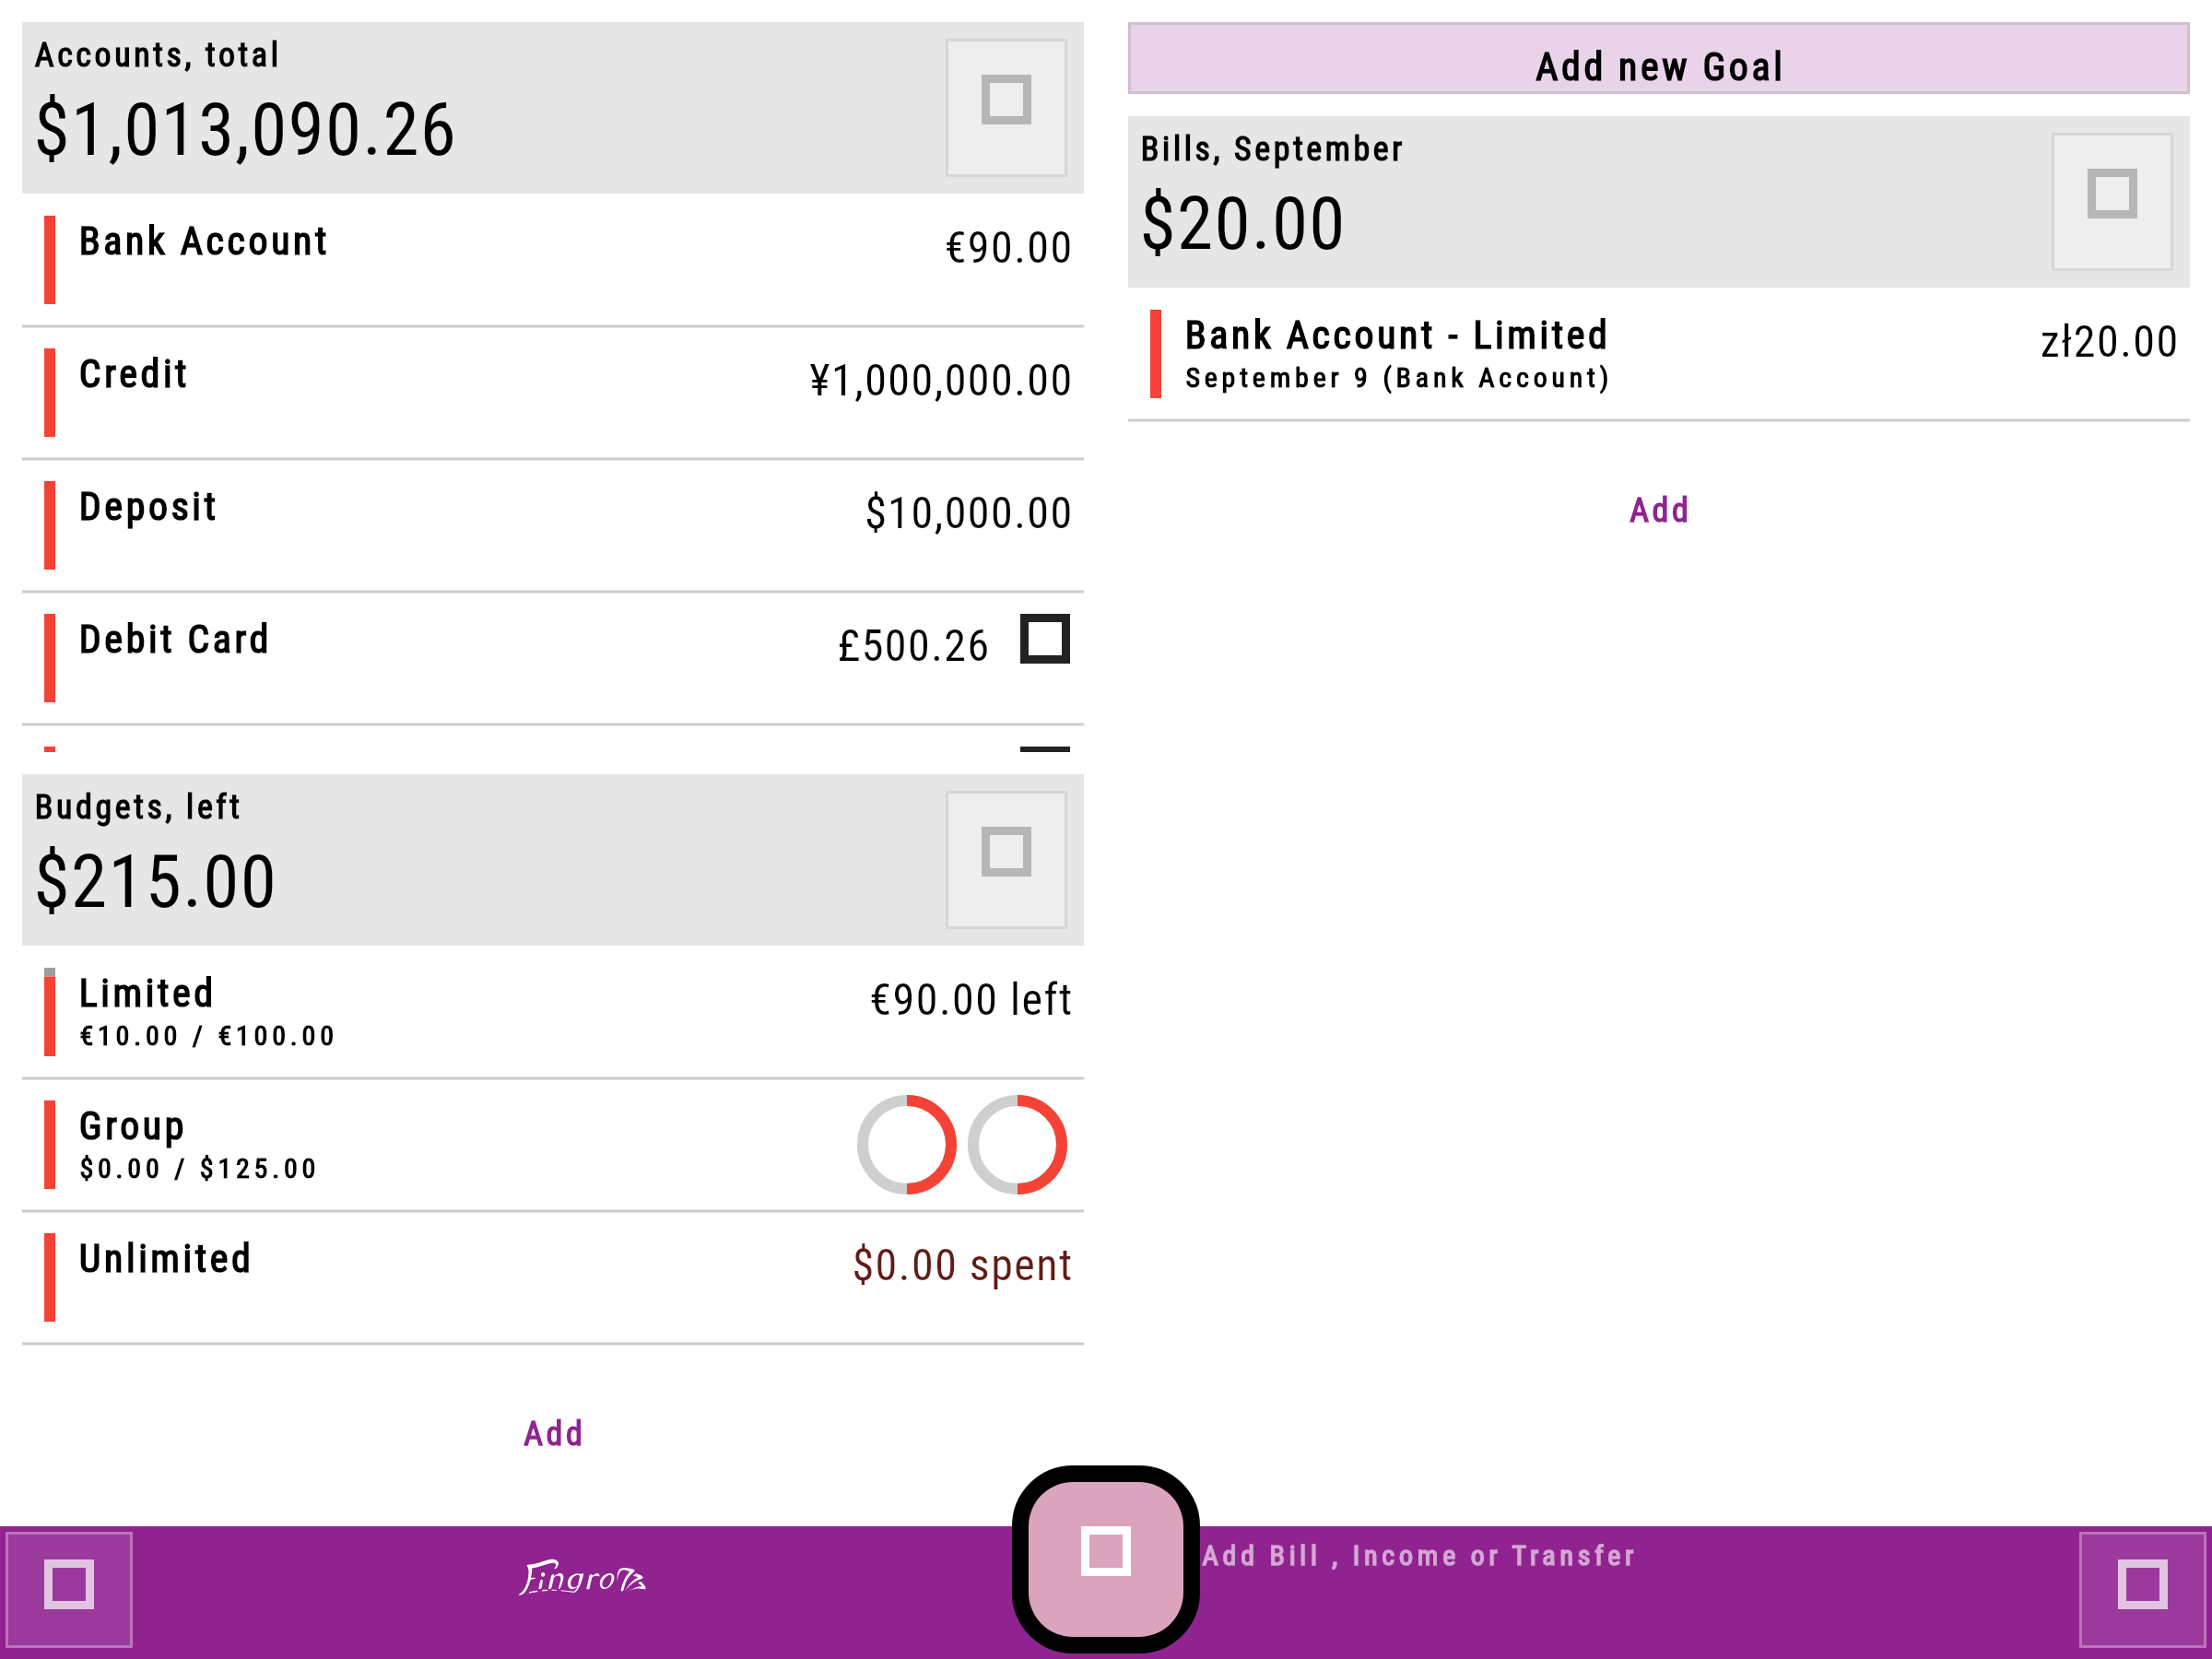 Accounts, total
$1,013,090.26
Bank Account
€90.00
Credit
¥1,000,000.00
Deposit
$10,000.00
Debit Card
£500.26
Budgets, left
$215.00
Limited
€90.00 left
€10.00 / €100.00
Group
$0.00 / $125.00
Unlimited
$0.00 spent
Add
Add new Goal
Bills, September
$20.00
Bank Account - Limited
zł20.00
September 9 (Bank Account)
Add
Fingro
Add Bill , Income or Transfer